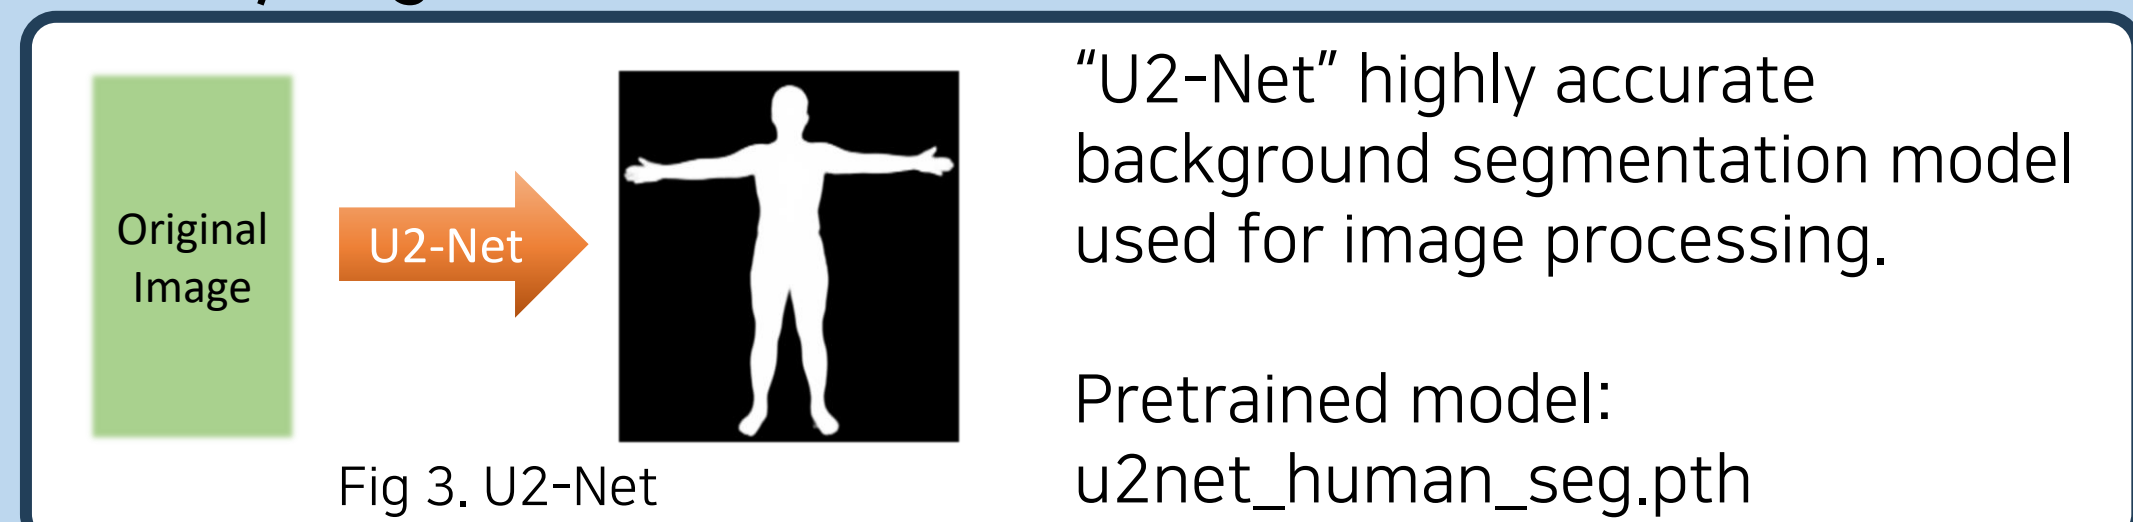 Original
Image
U2-Net
Fig 3. U2-Net
“U2-Net” highly accurate
background segmentation model
used for image processing.
Pretrained model:
u2net_human_seg.pth